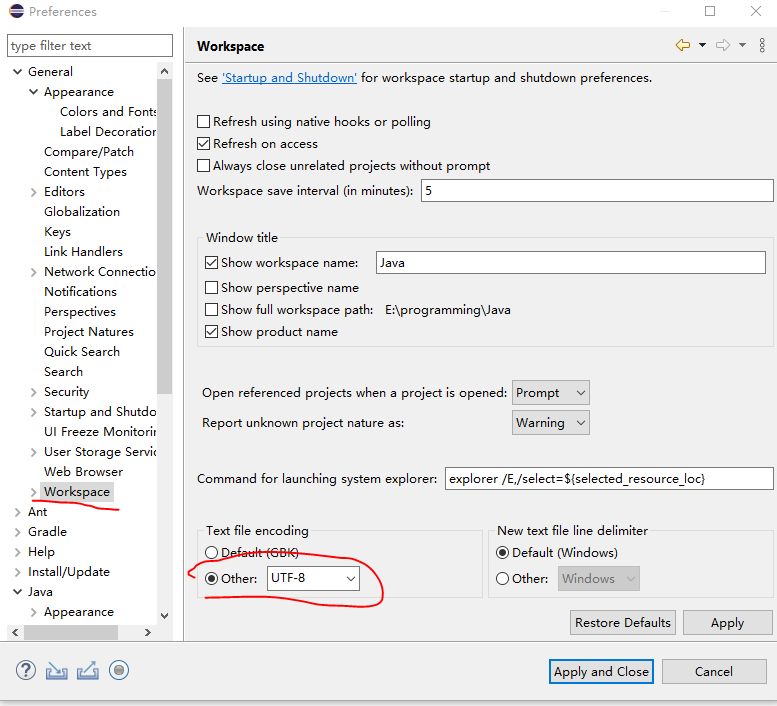 Preferences
type filter text
General
Appearance
Colors and Fonts
Label Decoration
Compare/Patch
Content Types
Editors
Globalization
Keys
Link Handlers
Network Connectio
Notifications
Perspectives
Project Natures
Quick Search
Search
Security
Startup and Shutdo
UI Freeze Monitorin
User Storage Servic
Web Browser
Workspace
Ant
Gradle
Help
Install/Update
Java
Appearance
Workspace
See 'Startup and Shutdown' for workspace startup and shutdown preferences.
Refresh using native hooks or polling
Refresh on access
Always close unrelated projects without prompt
Workspace save interval (in minutes): 5
Window title
Show workspace name: Java
Show perspective name
Show full workspace path: E:\programming\Java
Show product name
Open referenced projects when a project is opened: Prompt
Report unknown project nature as: Warning
Command for launching system explorer: explorer /E,/select=${selected_resource_loc}
Text file encoding
Default (GBK)
Other: UTF-8
New text file line delimiter
Default (Windows)
Other: Windows
Restore Defaults
Apply
?
Apply and Close
Cancel